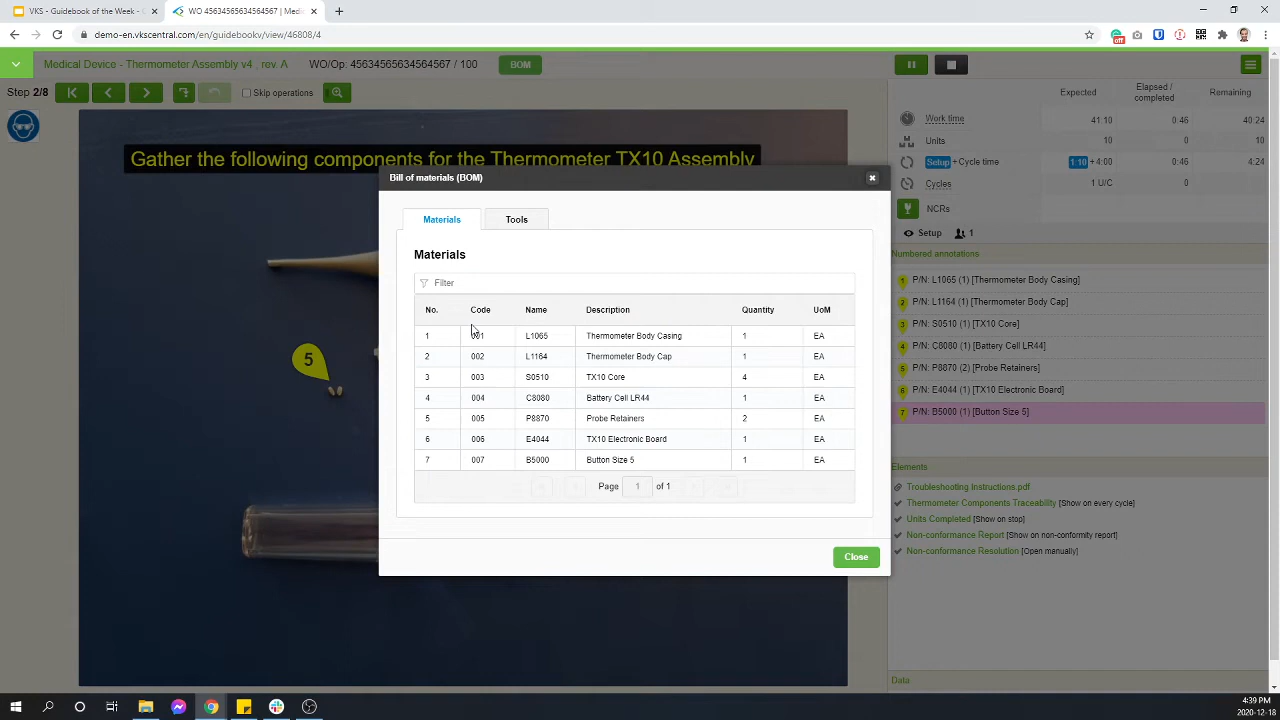 VKS - Guidebook of the Week -
WO 45634565634564567 | Medic
demo-en.vkscentral.com/en/guidebookv/view/46808/4
Medical Device - Thermometer Assembly v4 , rev. A
WO/Op. 45634565634564567 / 100
BOM
Step 2/8
Skip operations
Gather the following components for the Thermometer TX10 Assembly
5
Bill of materials (BOM)
Materials
Tools
Materials
Filter
No. Code Name Description Quantity UoM
1 001 L1065 Thermometer Body Casing 1 EA
2 002 L1164 Thermometer Body Cap 1 EA
3 003 S0510 TX10 Core 4 EA
4 004 C8080 Battery Cell LR44 1 EA
5 005 P8870 Probe Retainers 2 EA
6 006 E4044 TX10 Electronic Board 1 EA
7 007 B5000 Button Size 5 1 EA
Page 1 of 1
Close
Expected Elapsed / completed Remaining
Work time 41:10 0:46 40:24
Units 10 0 10
Setup + Cycle time 1:10 + 4:00 0:46 4:24
Cycles 1 U/C 0
NCRs
Setup 1
Numbered annotations
1 P/N: L1065 (1) [Thermometer Body Casing]
2 P/N: L1164 (1) [Thermometer Body Cap]
3 P/N: S0510 (1) [TX10 Core]
4 P/N: C8080 (1) [Battery Cell LR44]
5 P/N: P8870 (2) [Probe Retainers]
6 P/N: E4044 (1) [TX10 Electronic Board]
7 P/N: B5000 (1) [Button Size 5]
Elements
Troubleshooting Instructions.pdf
Thermometer Components Traceability [Show on every cycle]
Units Completed [Show on stop]
Non-conformance Report [Show on non-conformity report]
Non-conformance Resolution [Open manually]
Data
4:39 PM
2020-12-18